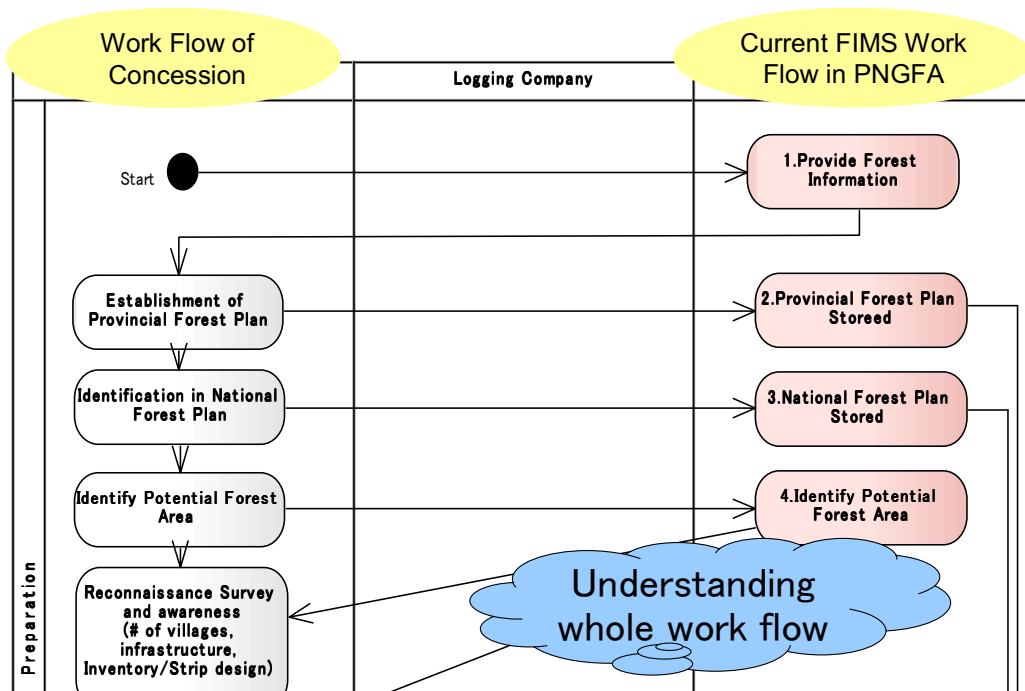 Work Flow of
Concession
Logging Company
Current FIMS Work
Flow in PNGFA
Start
1.Provide Forest
Information
Establishment of
Provincial Forest Plan
2.Provincial Forest Plan
Storeed
Identification in National
Forest Plan
3.National Forest Plan
Stored
Identify Potential Forest
Area
4.Identify Potential
Forest Area
Preparation
Reconnaissance Survey
and awareness
(# of villages,
infrastructure,
Inventory/Strip design)
Understanding
whole work flow